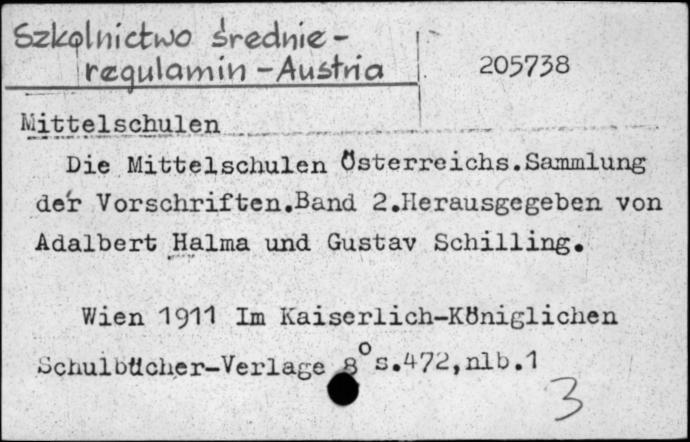 Szkolnictwo średnie -
regulamin - Austria
205738
Mittelschulen
Die Mittelschulen Österreichs.Sammlung
der Vorschriften.Band 2.Herausgegeben von
Adalbert Halma und Gustav Schilling.
Wien 1911 Im Kaiserlich-Königlichen
Schulbücher-Verlage 8° s.472,nlb.1
3